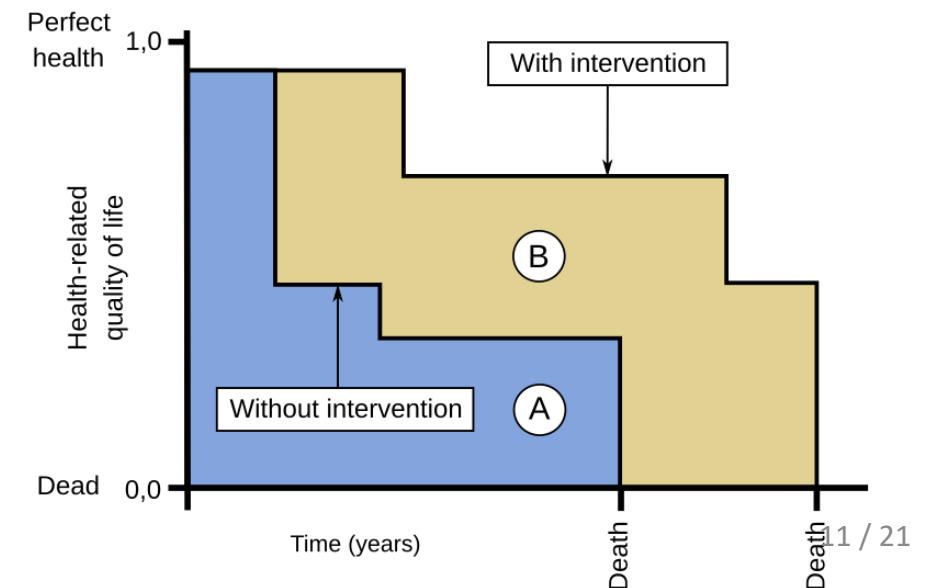 Perfect
health
1,0
With intervention
Health-related
quality of life
B
Without intervention
A
Dead
0,0
Time (years)
Death
Death
11 / 21